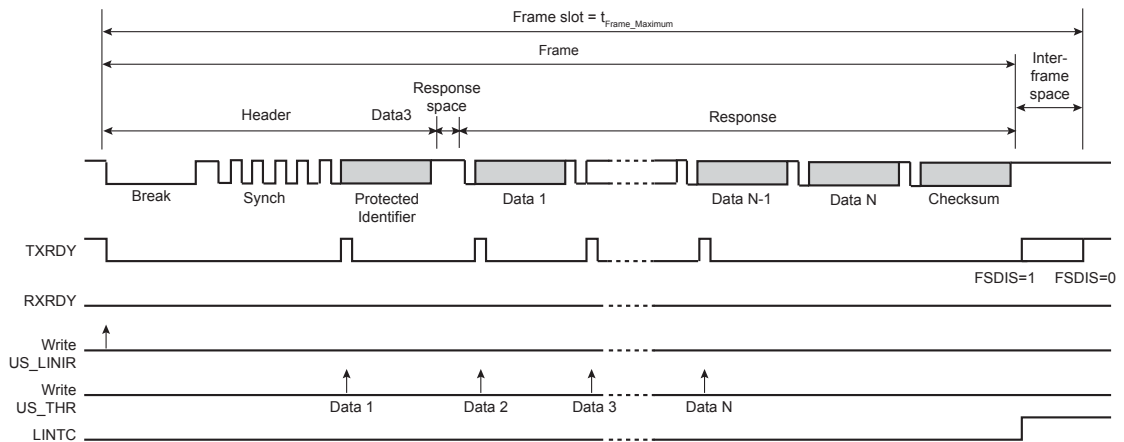 Frame slot = tFrame_Maximum
Frame
Inter-
frame
space
Response
space
Header
Data3
Response
Break
Synch
Protected
Identifier
Data 1
Data N-1
Data N
Checksum
TXRDY
FSDIS=1
FSDIS=0
RXRDY
Write
US_LINIR
Write
US_THR
Data 1
Data 2
Data 3
Data N
LINTC